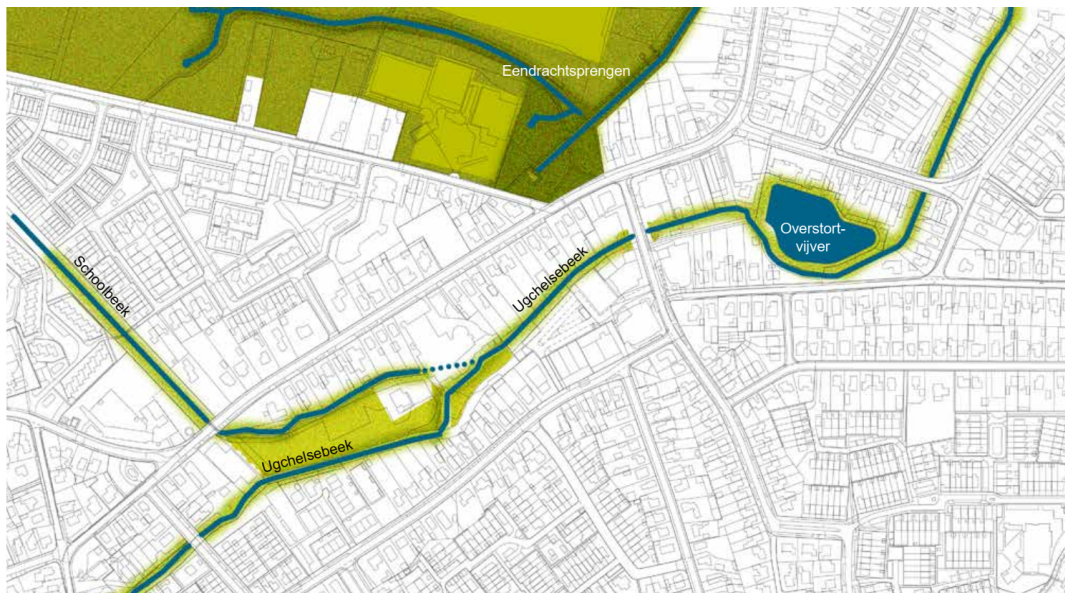 Eendrachtsprengen
Overstort-
vijver
Ugchelsebeek
Schoolbeek
Ugchelsebeek